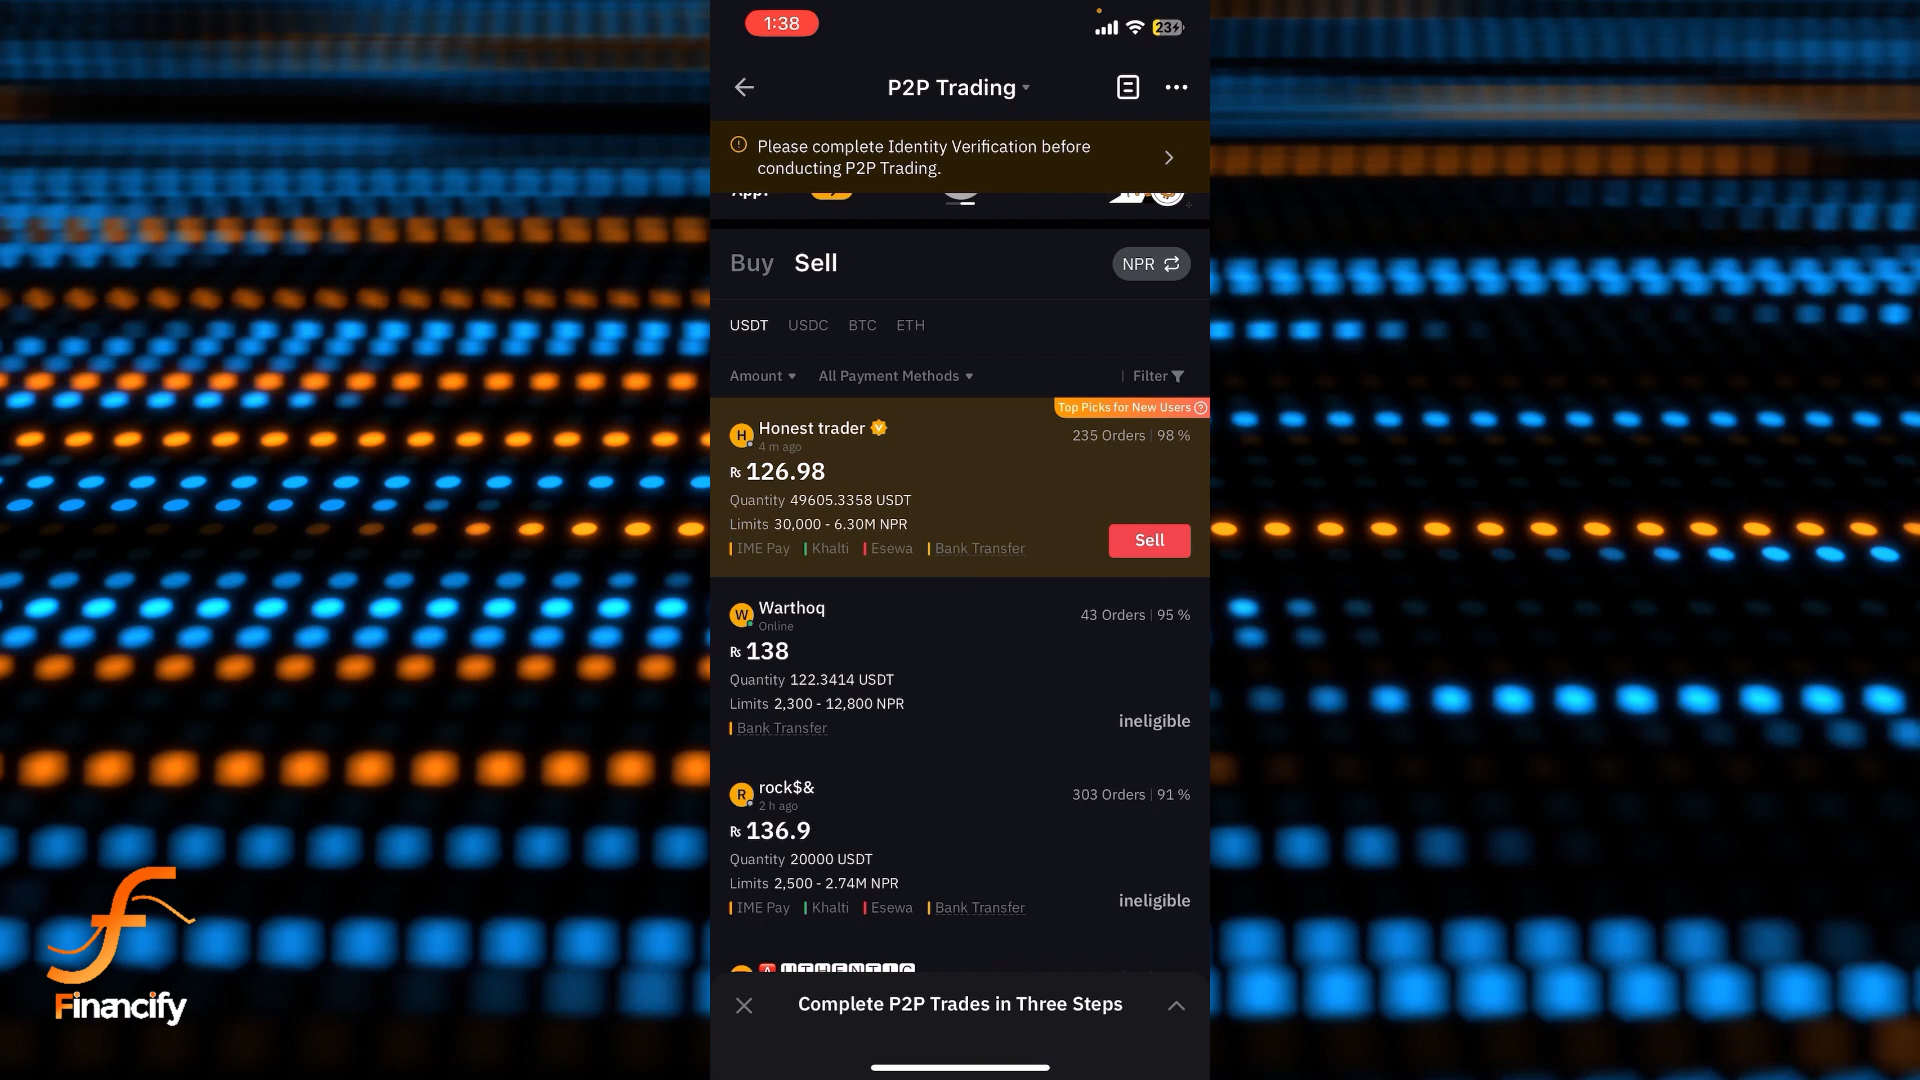 1:38
23
P2P Trading
Please complete Identity Verification before
conducting P2P Trading.
Buy Sell NPR
USDT USDC BTC ETH
Amount All Payment Methods Filter
Top Picks for New Users
H Honest trader 235 Orders | 98 %
4 m ago
₨ 126.98
Quantity 49605.3358 USDT
Limits 30,000 - 6.30M NPR
IME Pay Khalti Esewa Bank Transfer
Sell
W Warthoq 43 Orders | 95 %
Online
₨ 138
Quantity 122.3414 USDT
Limits 2,300 - 12,800 NPR
Bank Transfer
ineligible
R rock$& 303 Orders | 91 %
2 h ago
₨ 136.9
Quantity 20000 USDT
Limits 2,500 - 2.74M NPR
IME Pay Khalti Esewa Bank Transfer
ineligible
AUTHENTIC
Complete P2P Trades in Three Steps
Financify